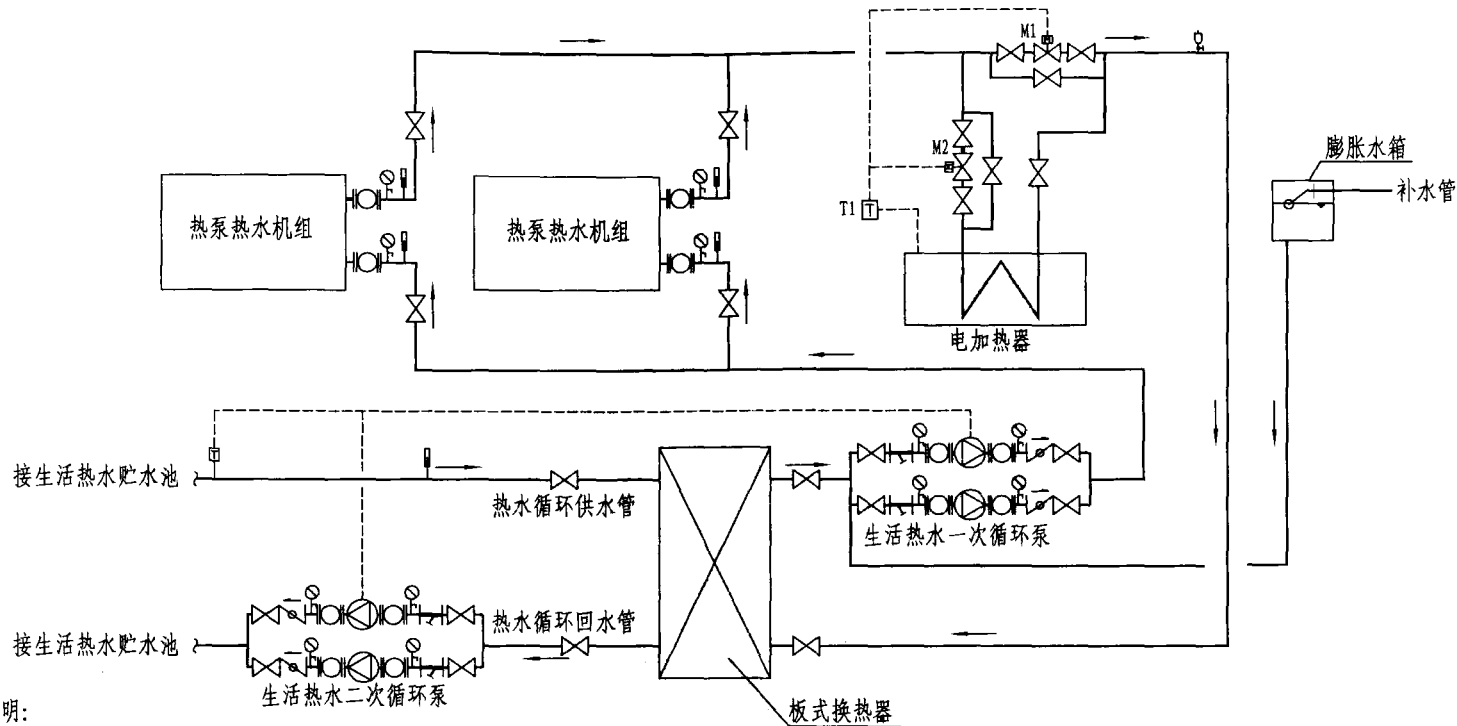 M1
M2
膨胀水箱
补水管
T1
T
热泵热水机组
热泵热水机组
电加热器
T
接生活热水贮水池
热水循环供水管
生活热水一次循环泵
热水循环回水管
接生活热水贮水池
生活热水二次循环泵
板式换热器
明: